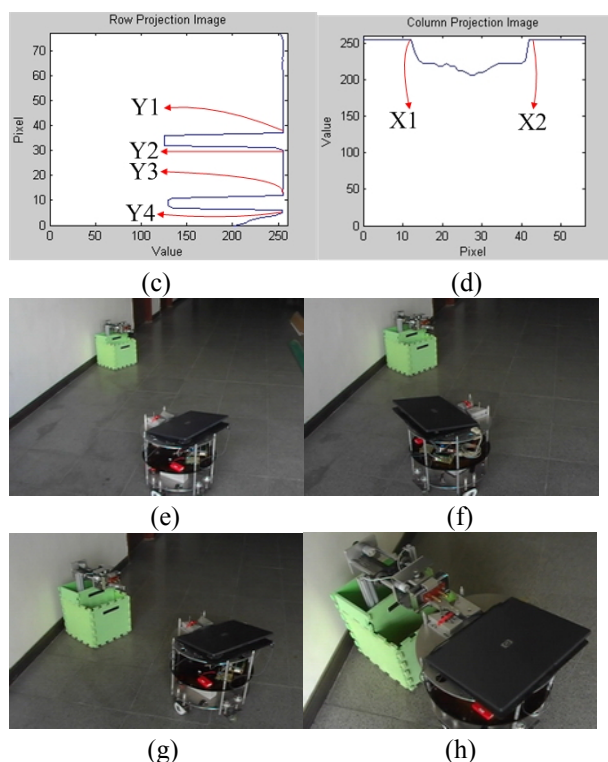 Row Projection Image
Pixel
70
60
50
40
30
20
10
0
Y1
Y2
Y3
Y4
0 50 100 150 200 250
Value
(c)
Column Projection Image
Value
250
200
150
100
50
0
X1 X2
0 10 20 30 40 50
Pixel
(d)
(e)
(f)
(g)
hp
(h)